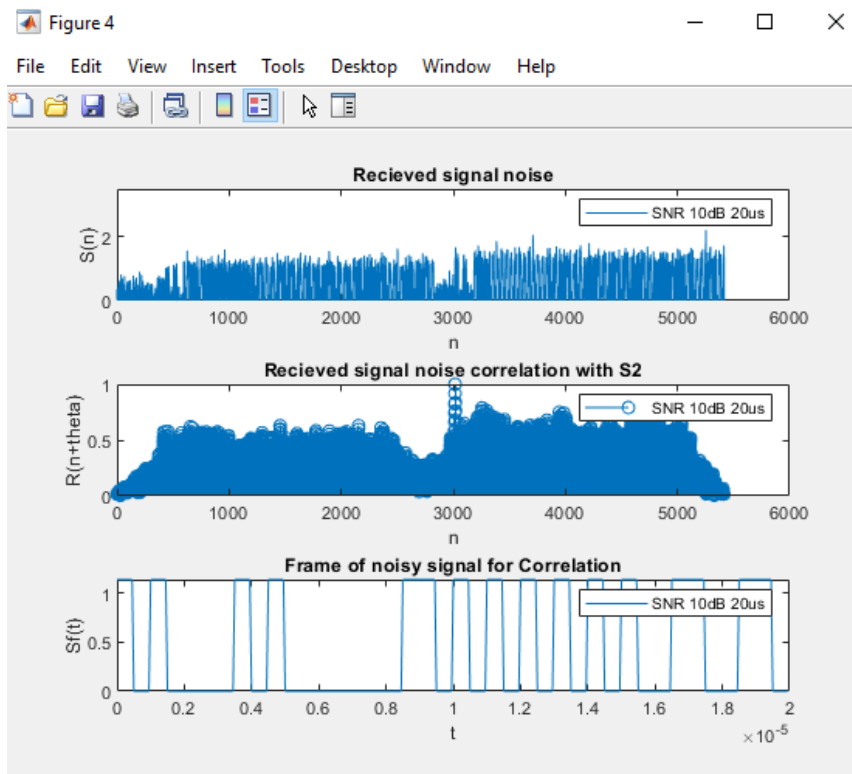 Figure 4
File Edit View Insert Tools Desktop Window Help
Recieved signal noise
SNR 10dB 20us
S(n)
2
0
0 1000 2000 3000 4000 5000 6000
n
Recieved signal noise correlation with S2
SNR 10dB 20us
R(n+theta)
1
0.5
0
0 1000 2000 3000 4000 5000 6000
n
Frame of noisy signal for Correlation
SNR 10dB 20us
Sf(t)
1
0.5
0
0 0.2 0.4 0.6 0.8 1 1.2 1.4 1.6 1.8 2
t
×10⁻⁵